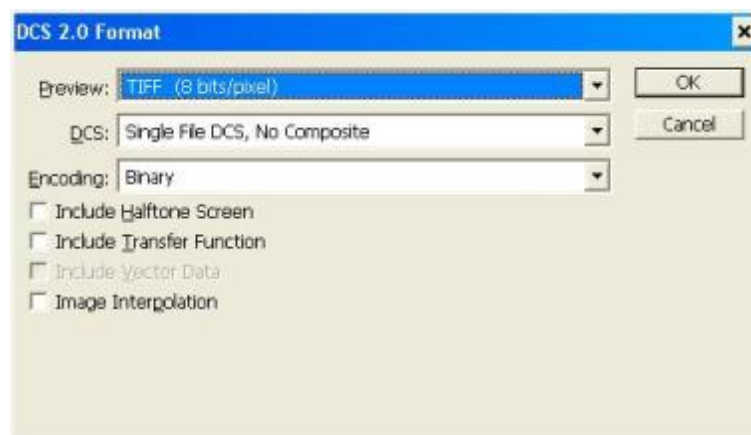 DCS 2.0 Format
Preview: TIFF (8 bits/pixel) OK
DCS: Single File DCS, No Composite Cancel
Encoding: Binary
Include Halftone Screen
Include Transfer Function
Include Vector Data
Image Interpolation